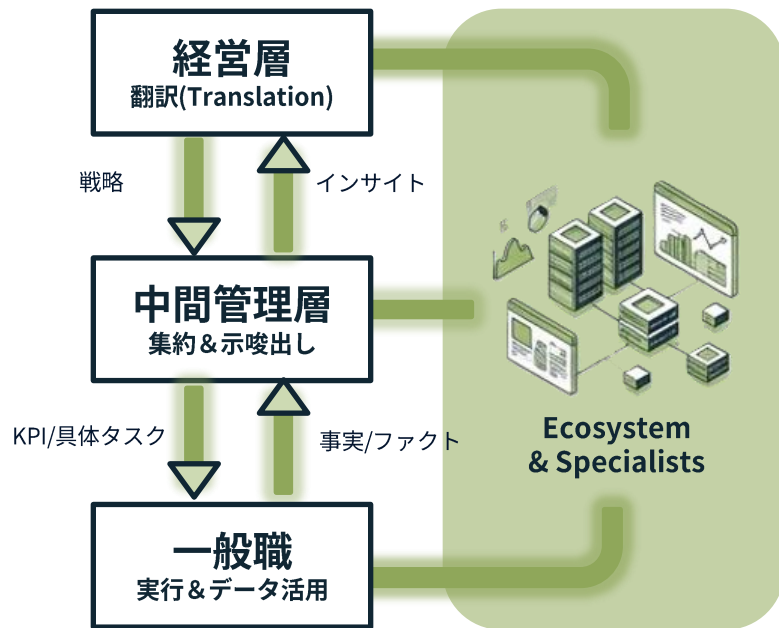 経営層
翻訳(Translation)
戦略
インサイト
中間管理層
集約&示唆出し
KPI/具体タスク
事実/ファクト
Ecosystem
& Specialists
一般職
実行&データ活用